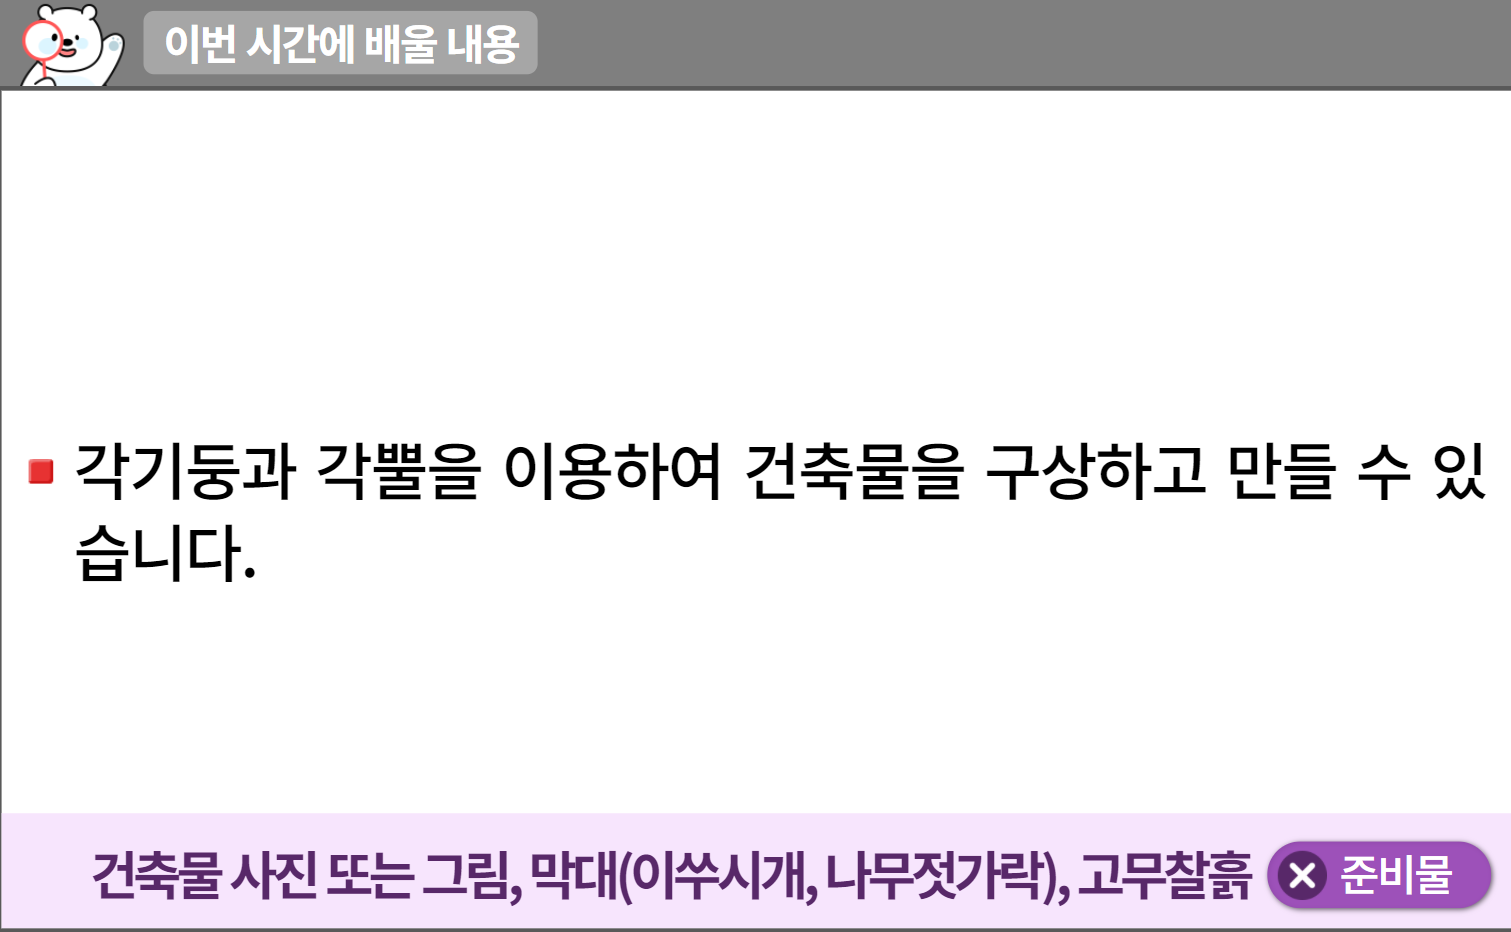 이번 시간에 배울 내용
각기둥과 각뿔을 이용하여 건축물을 구상하고 만들 수 있
습니다.
건축물 사진 또는 그림, 막대(이쑤시개, 나무젓가락), 고무찰흙 준비물